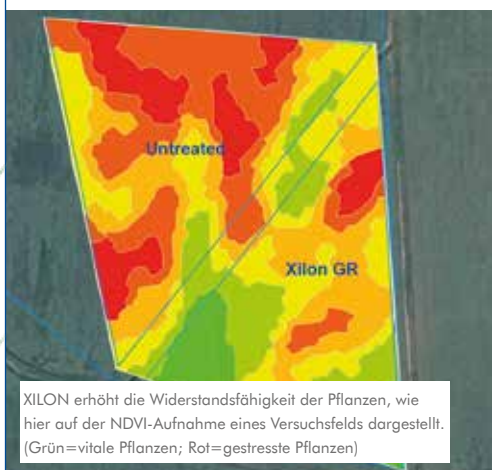 Untreated
Xilon GR
XILON erhöht die Widerstandsfähigkeit der Pflanzen, wie
hier auf der NDVI-Aufnahme eines Versuchsfelds dargestellt.
(Grün=vitale Pflanzen; Rot=gestresste Pflanzen)